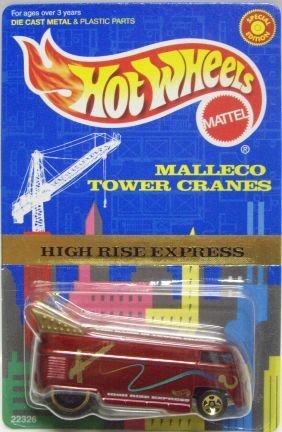 For ages over 3 years
DIE CAST METAL & PLASTIC PARTS
SPECIAL EDITION
Hot Wheels
MATTEL
®
MALLECO
TOWER CRANES
HIGH RISE EXPRESS
HIGH RISE EXPRESS
22326